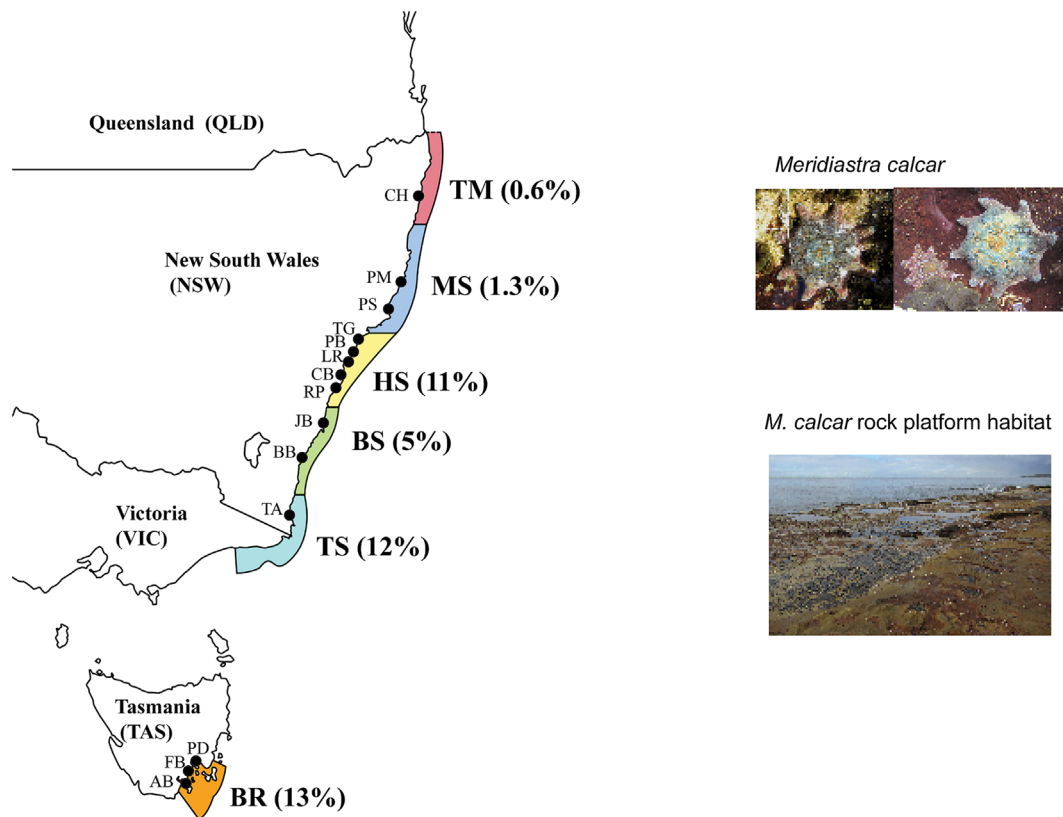 Queensland (QLD)
Meridiastra calcar
CH
TM (0.6%)
New South Wales
(NSW)
PM
MS (1.3%)
PS
TG
PB
LR
CB
HS (11%)
RP
JB
M. calcar rock platform habitat
BS (5%)
BB
TA
Victoria
(VIC)
TS (12%)
Tasmania
(TAS)
PD
FB
AB
BR (13%)